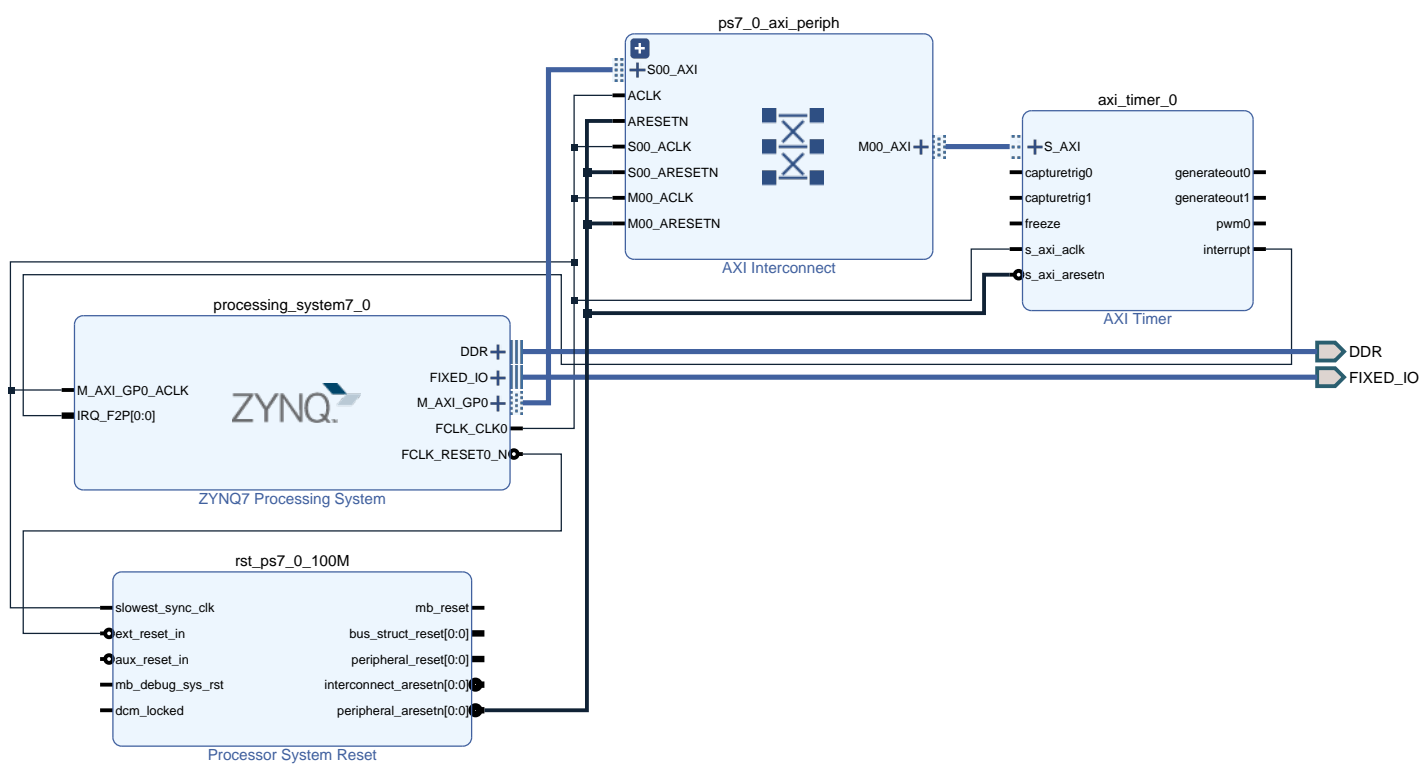 ps7_0_axi_periph
S00_AXI
ACLK
ARESETN
S00_ACLK
S00_ARESETN
M00_ACLK
M00_ARESETN
M00_AXI
AXI Interconnect
axi_timer_0
S_AXI
capturetrig0
capturetrig1
freeze
s_axi_aclk
s_axi_aresetn
generateout0
generateout1
pwm0
interrupt
AXI Timer
processing_system7_0
M_AXI_GP0_ACLK
IRQ_F2P[0:0]
ZYNQ
DDR
FIXED_IO
M_AXI_GP0
FCLK_CLK0
FCLK_RESET0_N
ZYNQ7 Processing System
DDR
FIXED_IO
rst_ps7_0_100M
slowest_sync_clk
ext_reset_in
aux_reset_in
mb_debug_sys_rst
dcm_locked
mb_reset
bus_struct_reset[0:0]
peripheral_reset[0:0]
interconnect_aresetn[0:0]
peripheral_aresetn[0:0]
Processor System Reset